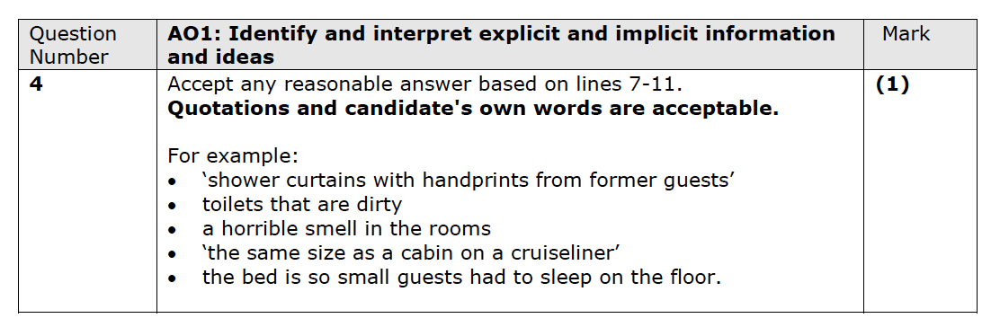 Question Number
AO1: Identify and interpret explicit and implicit information and ideas
Mark
4
Accept any reasonable answer based on lines 7-11.
Quotations and candidate's own words are acceptable.
(1)
For example:
• ‘shower curtains with handprints from former guests’
• toilets that are dirty
• a horrible smell in the rooms
• ‘the same size as a cabin on a cruiseliner’
• the bed is so small guests had to sleep on the floor.